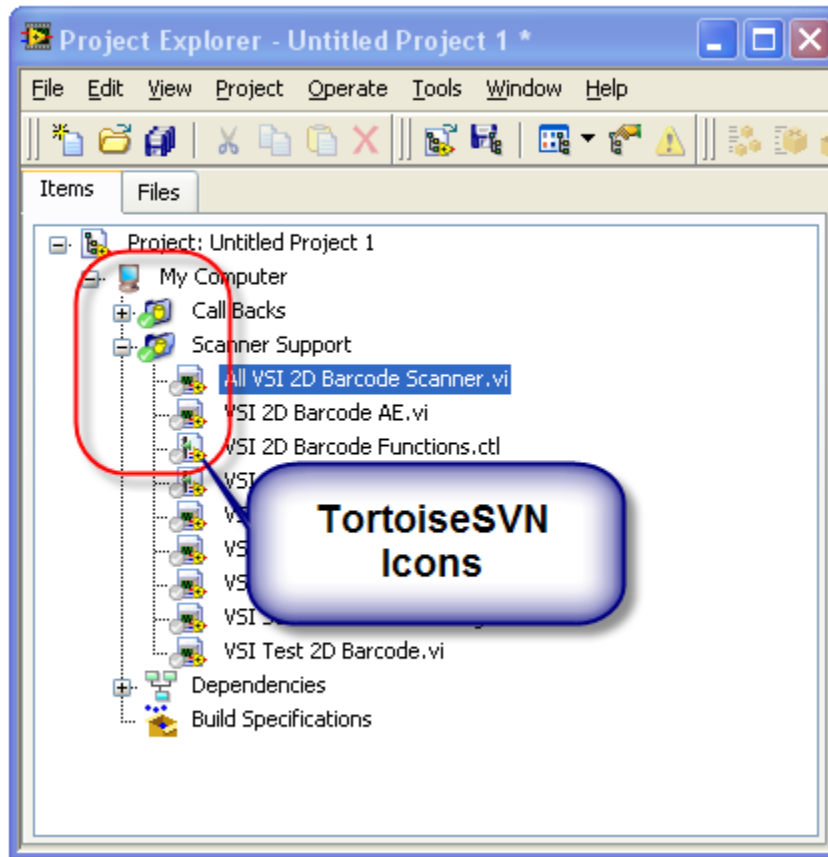 Project Explorer - Untitled Project 1 *
File Edit View Project Operate Tools Window Help
Items Files
Project: Untitled Project 1
My Computer
Call Backs
Scanner Support
All VSI 2D Barcode Scanner.vi
VSI 2D Barcode AE.vi
VSI 2D Barcode Functions.ctl
VSI
TortoiseSVN
Icons
VSI Test 2D Barcode.vi
Dependencies
Build Specifications